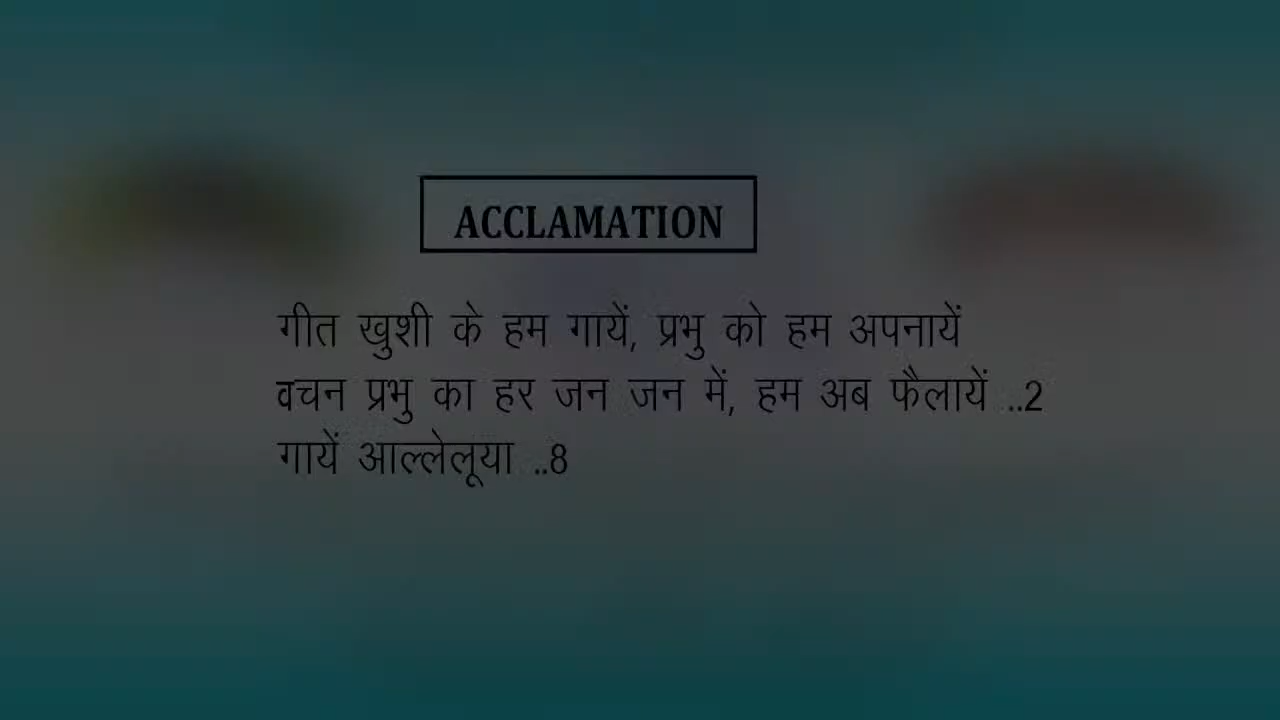 ACCLAMATION
गीत खुशी के हम गायें, प्रभु को हम अपनायें
वचन प्रभु का हर जन जन में, हम अब फैलायें ..2
गायें आल्लेलूया ..8